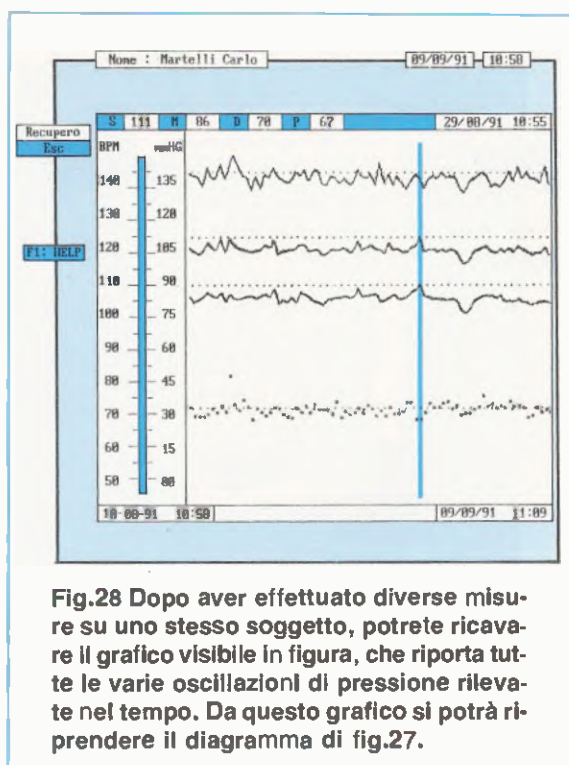 Nome : Martelli Carlo
09/09/91 10:58
Recupero
Esc
F1: HELP
S 111 M 86 D 70 P 67 29/08/91 10:55
BPM mmHG
140 135
130 120
120 105
110 90
100 75
90 60
80 45
70 30
60 15
50 00
10-08-91 10:50 09/09/91 11:09
Fig.28 Dopo aver effettuato diverse misu-
re su uno stesso soggetto, potrete ricava-
re il grafico visibile in figura, che riporta tut-
te le varie oscillazioni di pressione rileva-
te nel tempo. Da questo grafico si potrà ri-
prendere il diagramma di fig.27.